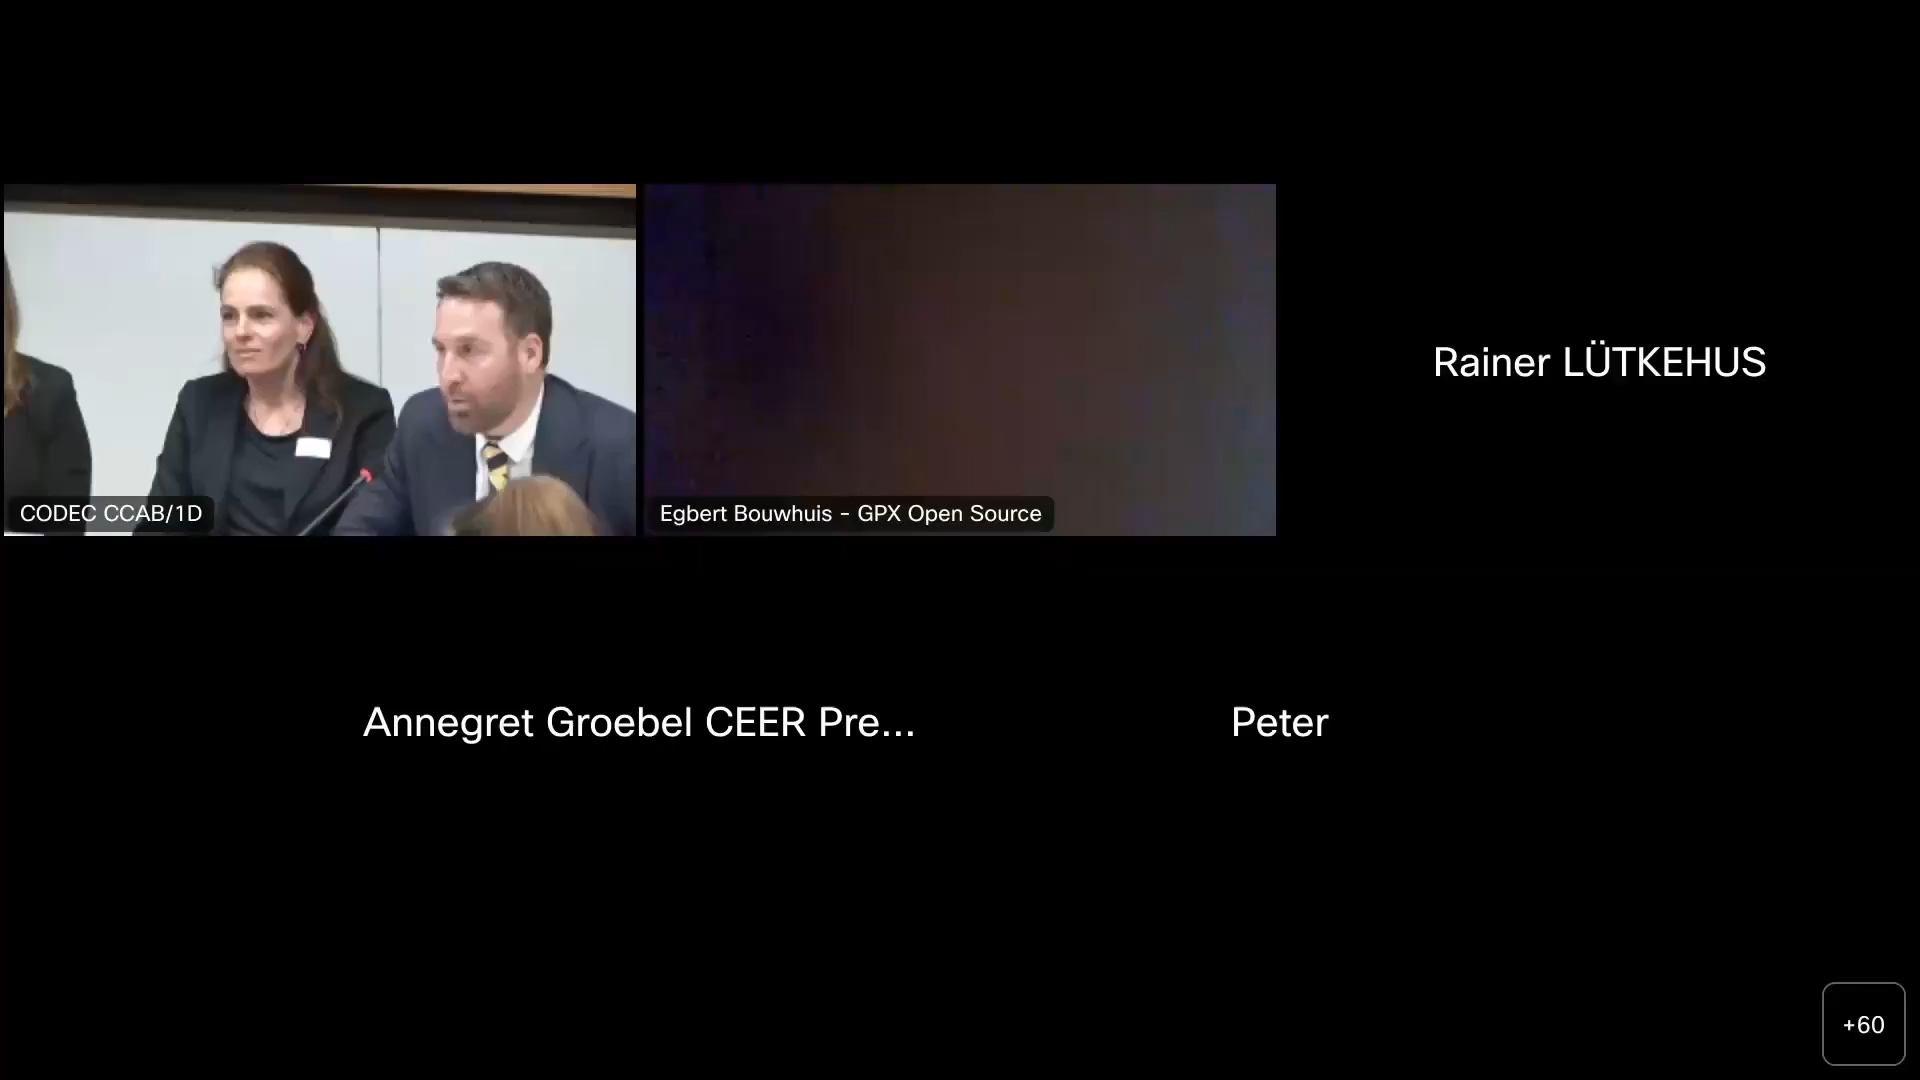 CODEC CCAB/1D
Egbert Bouwhuis - GPX Open Source
Rainer LÜTKEHUS
Annegret Groebel CEER Pre...
Peter
+60